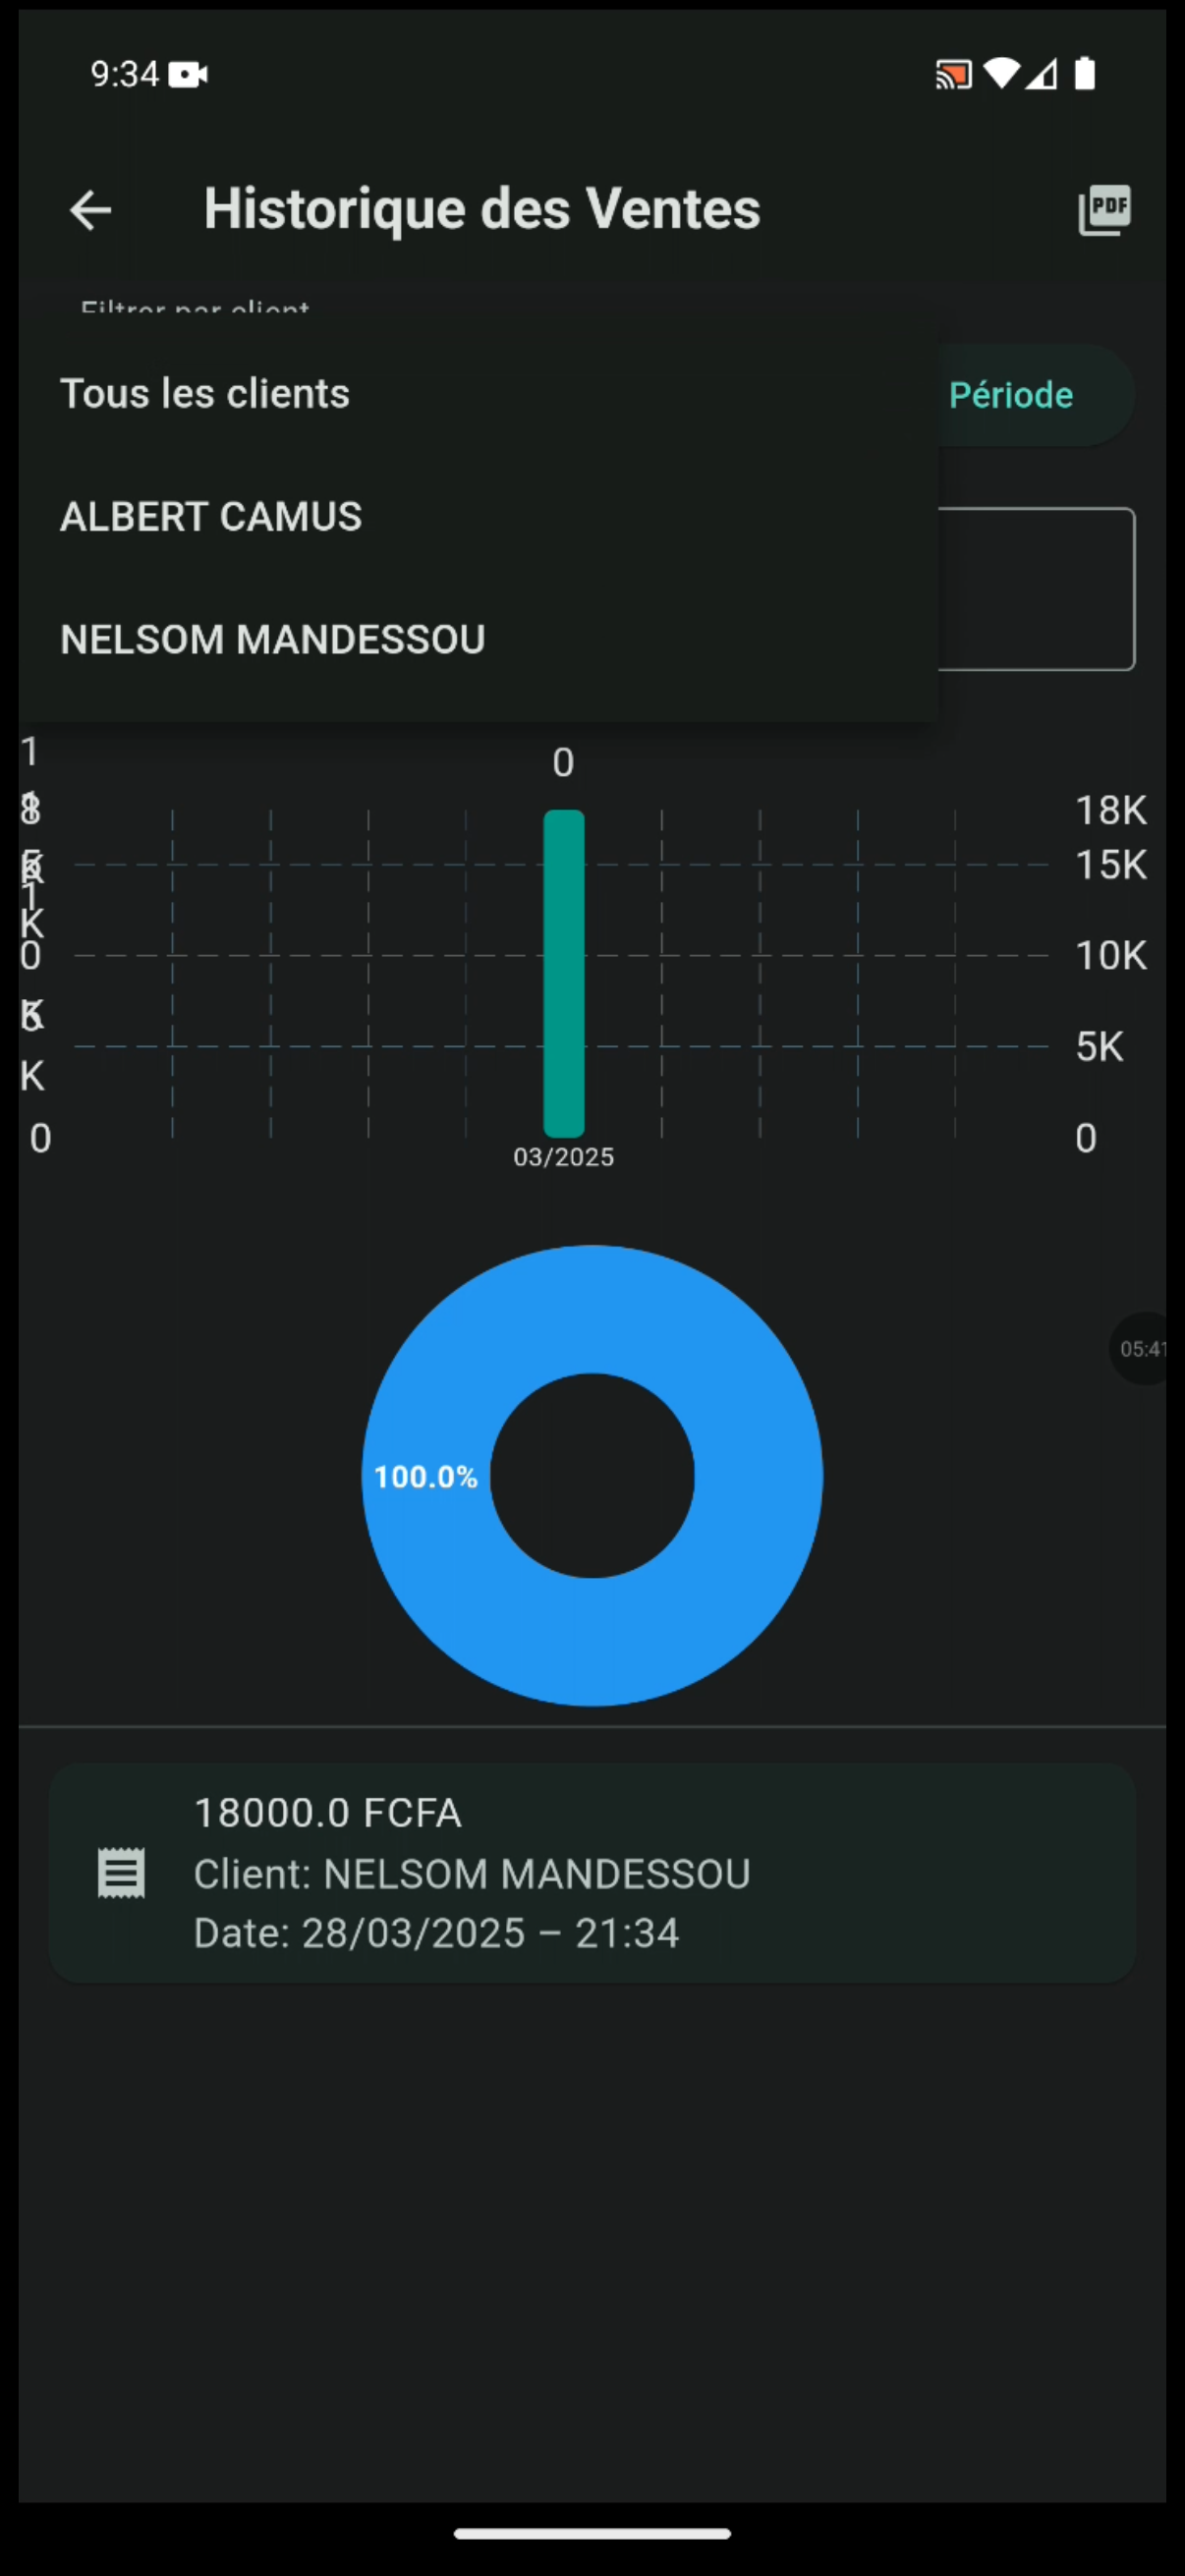 9:34
Historique des Ventes
PDF
Filtrer par client
Tous les clients
Période
ALBERT CAMUS
NELSOM MANDESSOU
0
18K
15K
10K
5K
0
0
03/2025
100.0%
05:41
18000.0 FCFA
Client: NELSOM MANDESSOU
Date: 28/03/2025 – 21:34